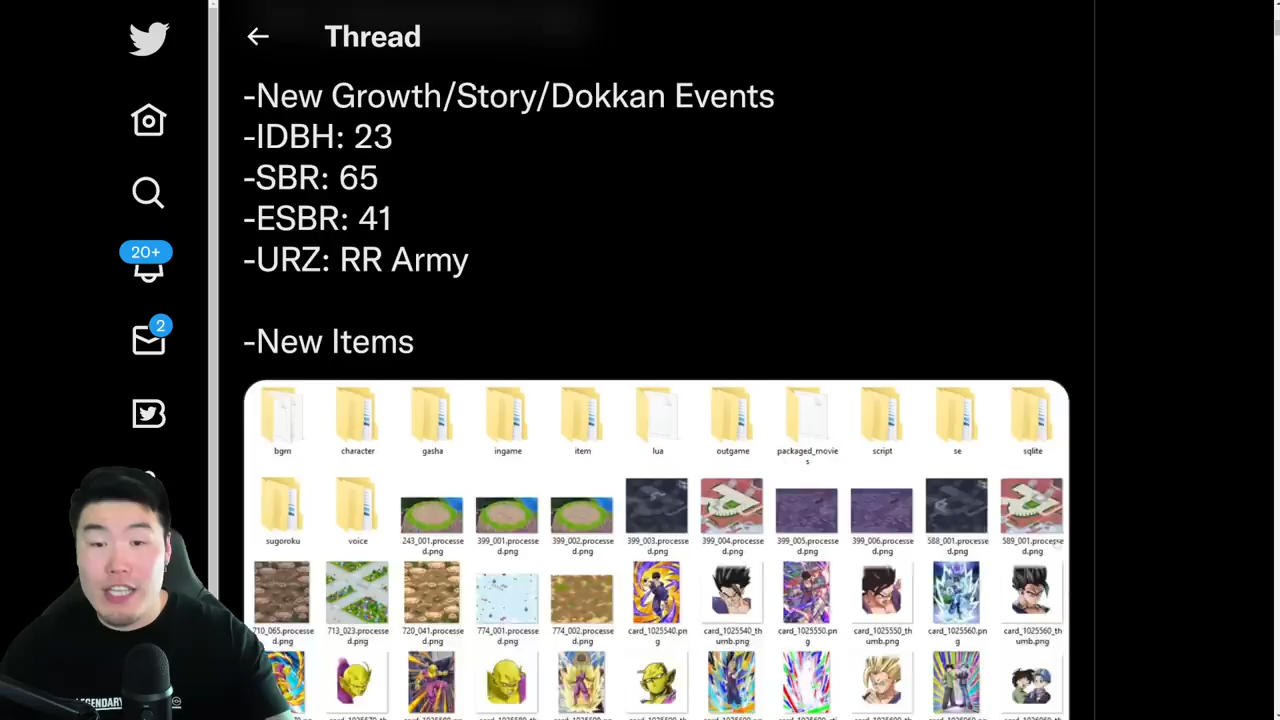 Thread
-New Growth/Story/Dokkan Events
-IDBH: 23
-SBR: 65
20+
-ESBR: 41
-URZ: RR Army
2
-New Items
bgm
character
gasha
ingame
item
lua
outgame
packaged_movies
script
se
sqlite
sugoroku
voice
243_001.processed.png
399_001.processed.png
399_002.processed.png
399_003.processed.png
399_004.processed.png
399_005.processed.png
399_006.processed.png
588_001.processed.png
589_001.processed.png
710_065.processed.png
713_023.processed.png
720_041.processed.png
774_001.processed.png
774_002.processed.png
card_1025540.png
card_1025540_thumb.png
card_1025550.png
card_1025550_thumb.png
card_1025560.png
card_1025560_thumb.png
LEGENDARY